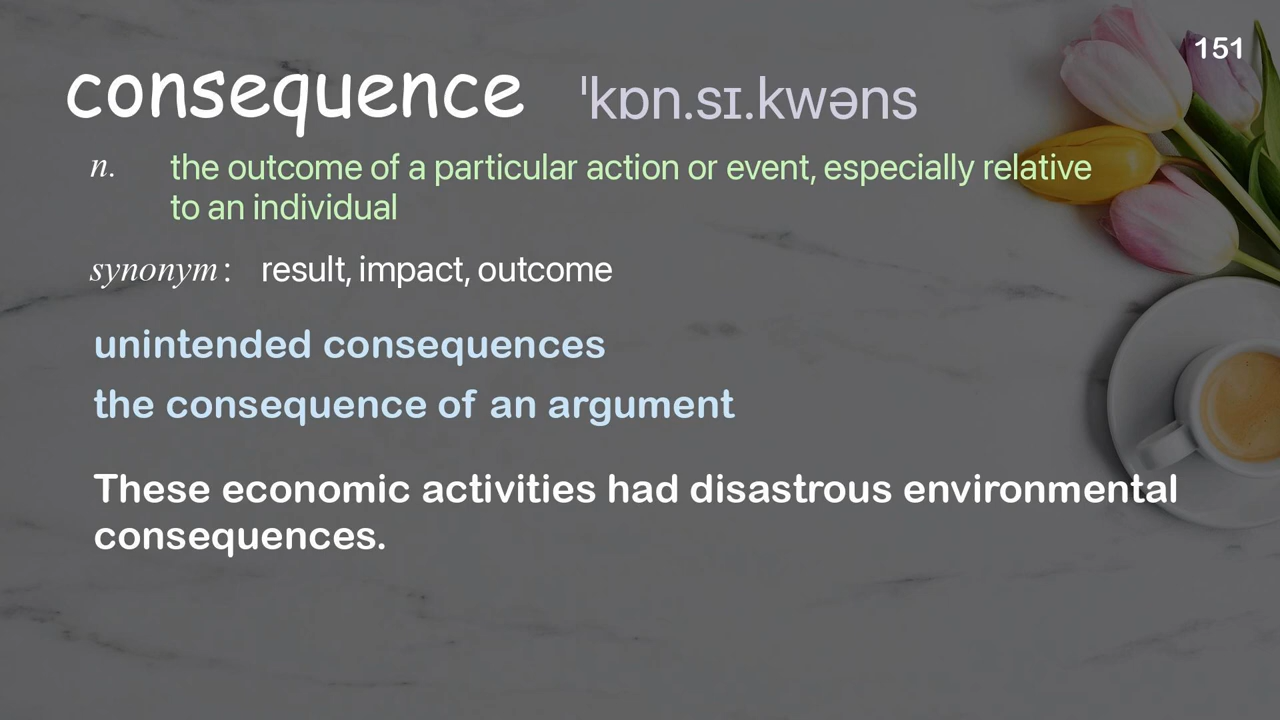 151
consequence ˈkɒn.sɪ.kwəns
n. the outcome of a particular action or event, especially relative
to an individual
synonym: result, impact, outcome
unintended consequences
the consequence of an argument
These economic activities had disastrous environmental
consequences.